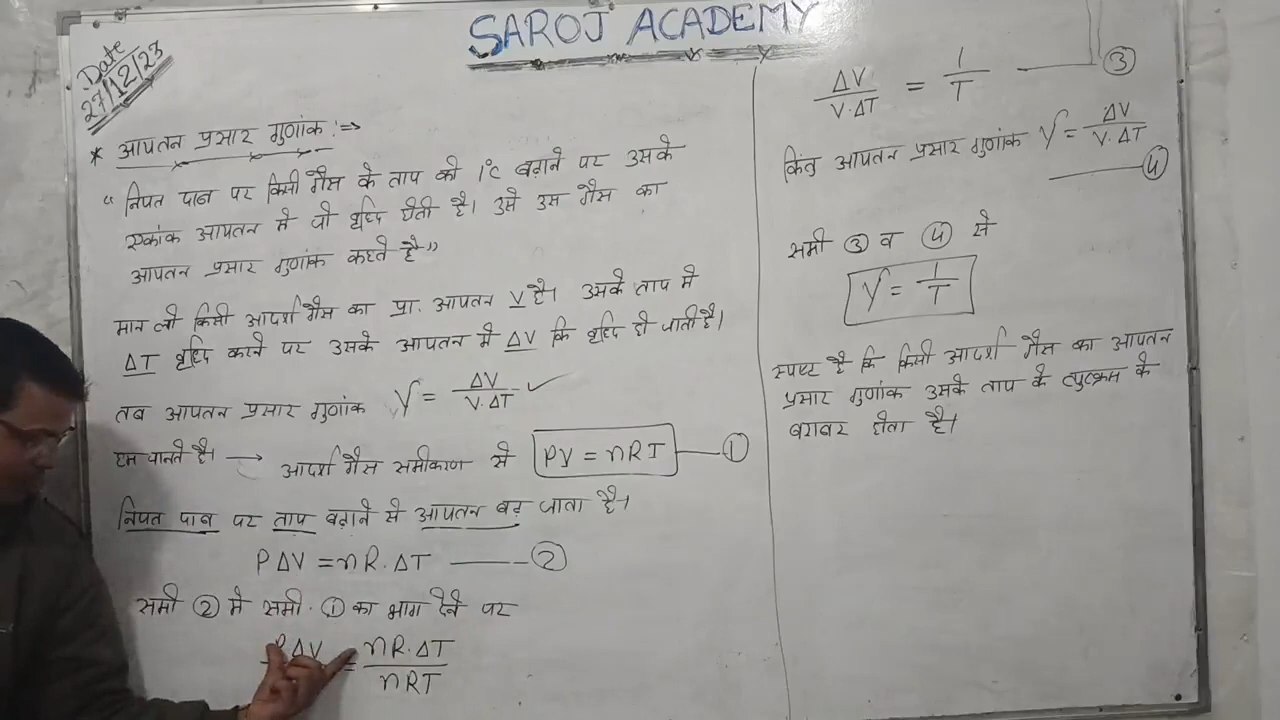 SAROJ ACADEMY
Date
27/12/23
* आयतन प्रसार गुणांक :⇒
“ नियत दाब पर किसी गैस के ताप को 1°c बढ़ाने पर उसके
एकांक आयतन में जो वृद्धि होती है। उसे उस गैस का
आयतन प्रसार गुणांक कहते है”
मान लो किसी आदर्श गैस का प्रा. आयतन V है। उसके ताप मे
ΔT वृद्धि करने पर उसके आयतन मे ΔV कि वृद्धि हो जाती है।
तब आयतन प्रसार गुणांक γ = ΔV / V·ΔT ✓
हम जानते है। → आदर्श गैस समीकरण से PV = nRT —— ①
नियत दाब पर ताप बढ़ाने से आयतन बढ़ जाता है।
PΔV = nR·ΔT —— ②
समी ② मे समी. ① का भाग देने पर
PΔV = nR·ΔT / nRT
ΔV / V·ΔT = 1 / T —— ③
किंतु आयतन प्रसार गुणांक γ = ΔV / V·ΔT
—— ④
समी ③ व ④ से
γ = 1 / T
स्पष्ट है कि किसी आदर्श गैस का आयतन
प्रसार गुणांक उसके ताप के व्युत्क्रम के
बराबर होता है।